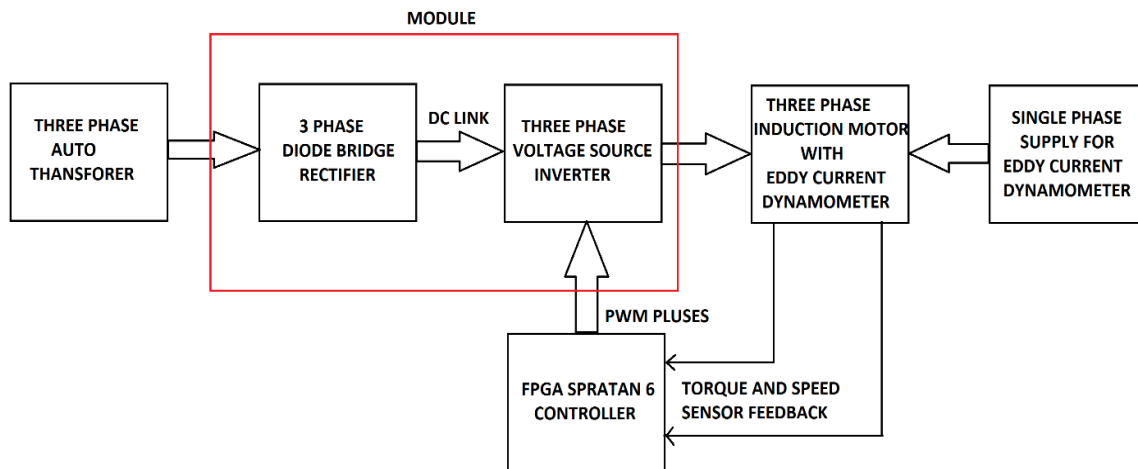 MODULE
THREE PHASE
AUTO
THANSFORER
3 PHASE
DIODE BRIDGE
RECTIFIER
DC LINK
THREE PHASE
VOLTAGE SOURCE
INVERTER
THREE PHASE
INDUCTION MOTOR
WITH
EDDY CURRENT
DYNAMOMETER
SINGLE PHASE
SUPPLY FOR
EDDY CURRENT
DYNAMOMETER
PWM PLUSES
FPGA SPRATAN 6
CONTROLLER
TORQUE AND SPEED
SENSOR FEEDBACK